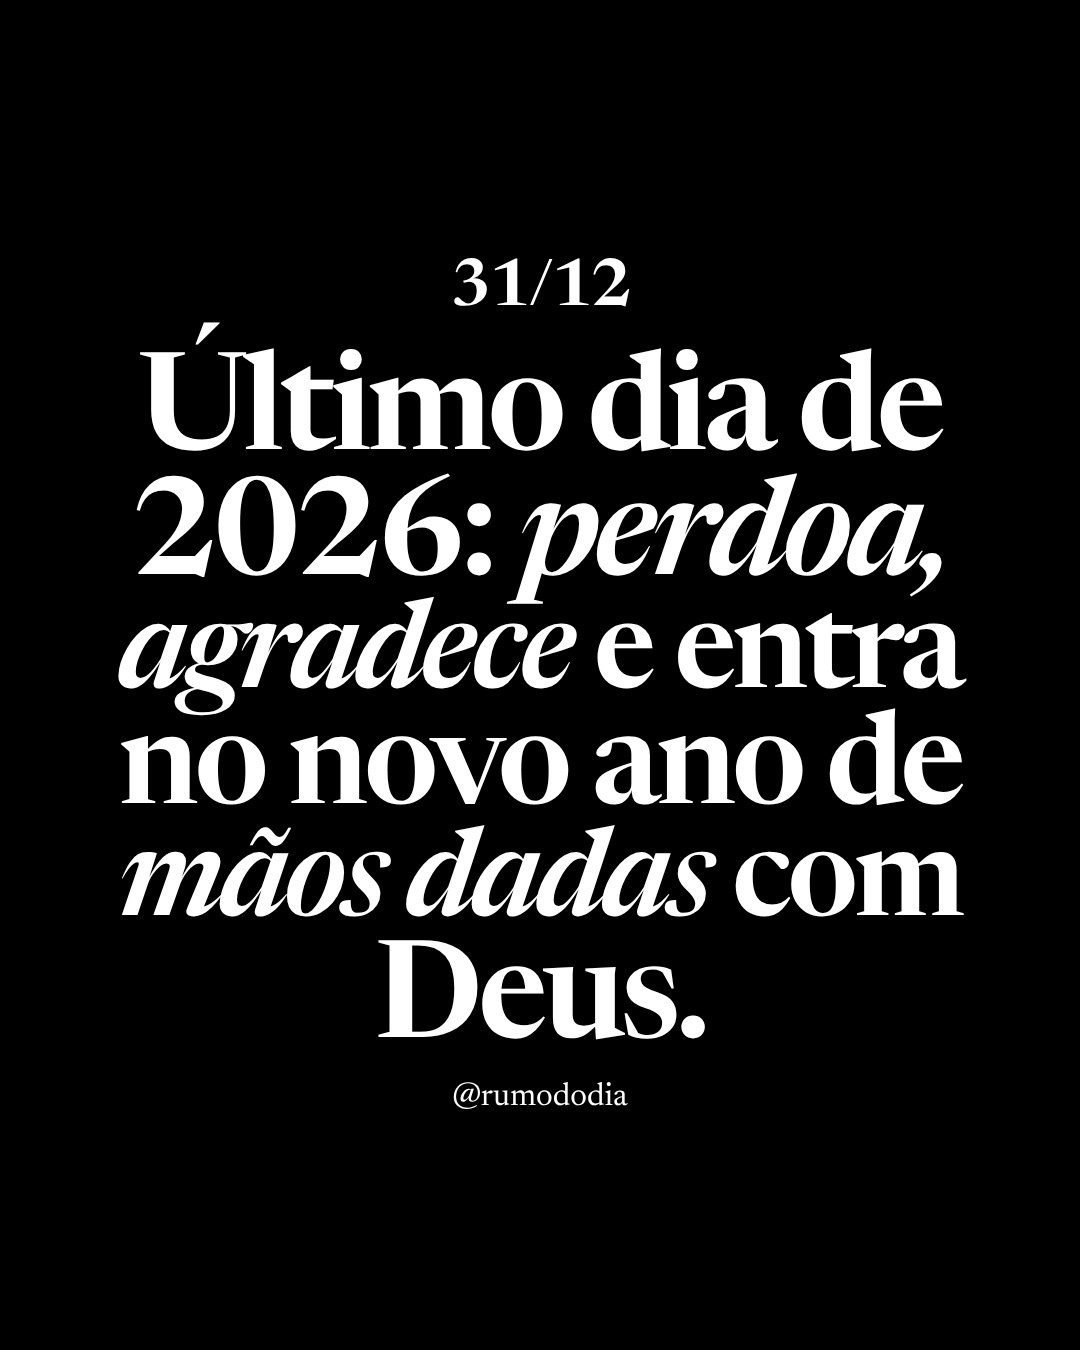 31/12
Último dia de
2026: perdoa,
agradece e entra
no novo ano de
mãos dadas com
Deus.
@rumododia